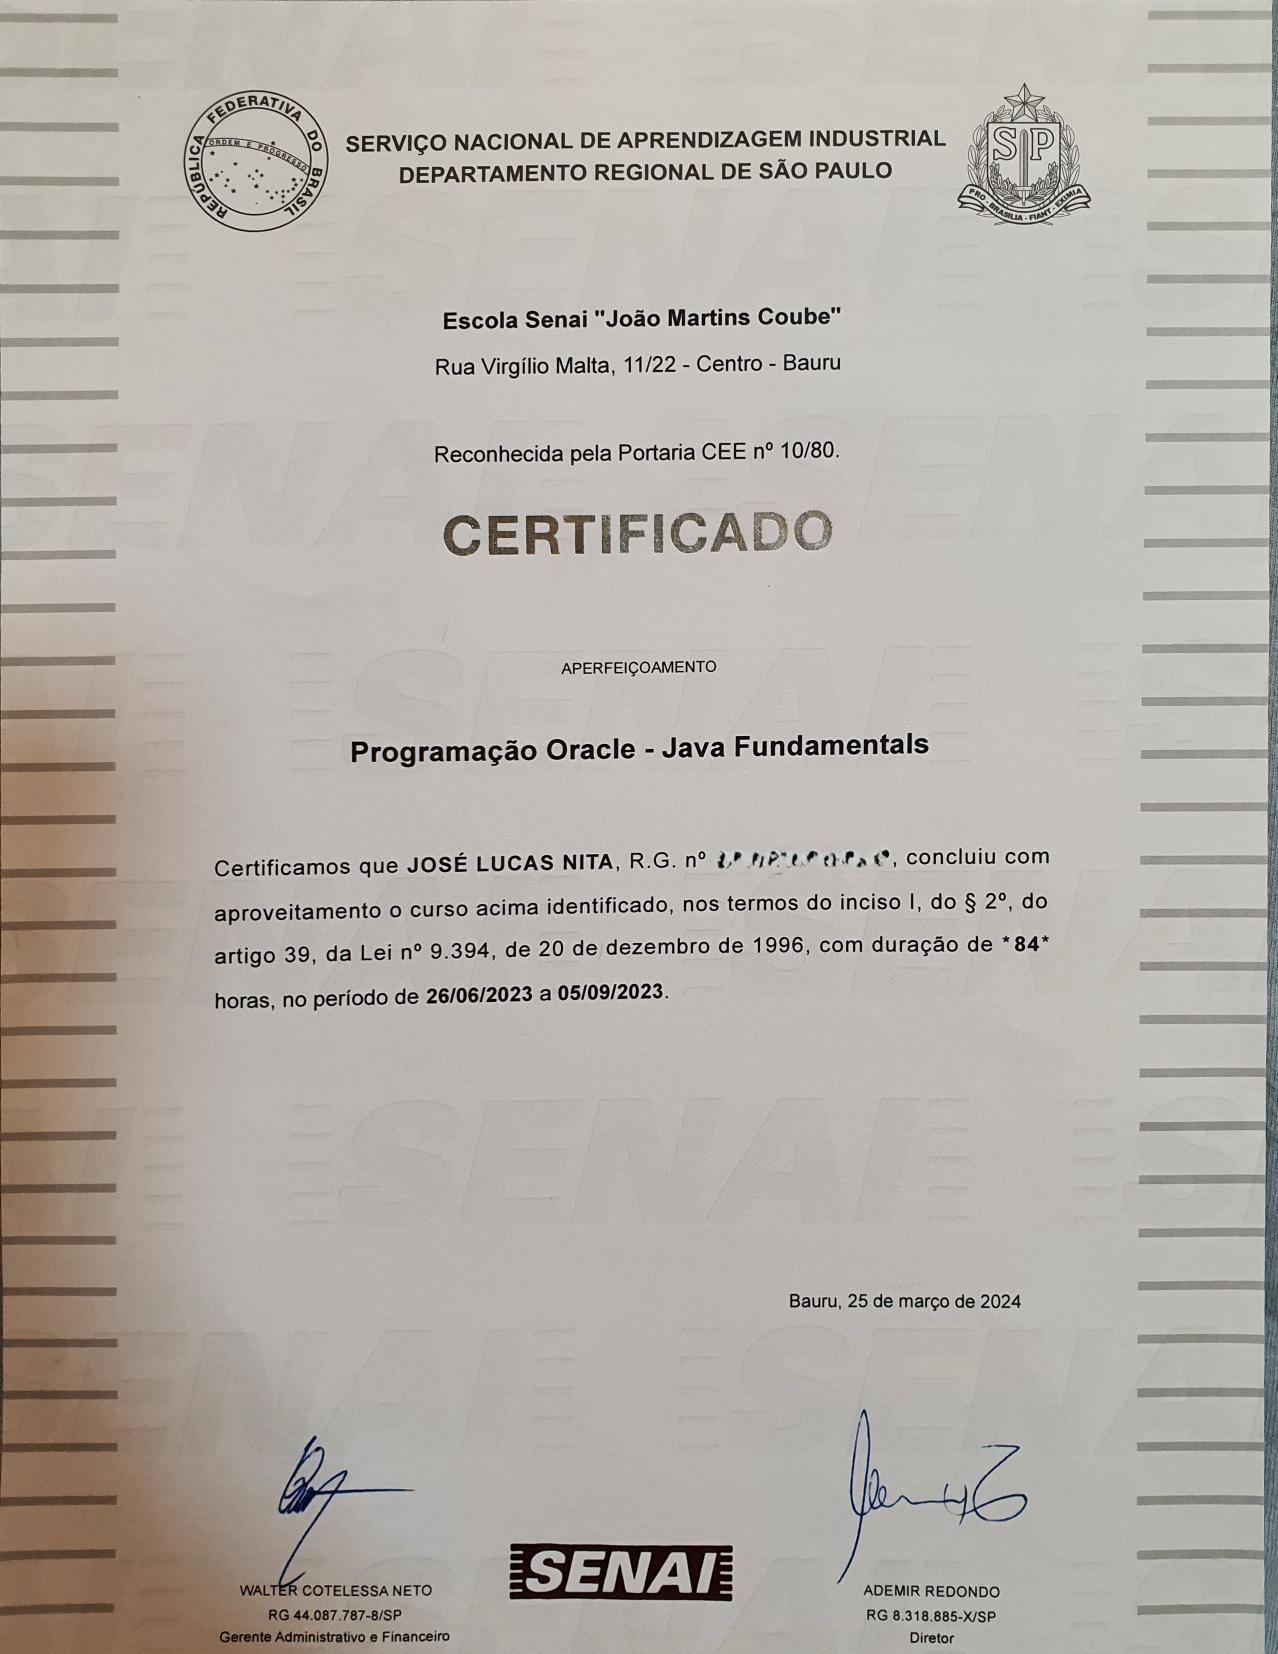 REPÚBLICA FEDERATIVA DO BRASIL
ORDEM E PROGRESSO
SERVIÇO NACIONAL DE APRENDIZAGEM INDUSTRIAL
DEPARTAMENTO REGIONAL DE SÃO PAULO
SP
PRO·BRASILIA·FIANT·EXIMIA
Escola Senai "João Martins Coube"
Rua Virgílio Malta, 11/22 - Centro - Bauru
Reconhecida pela Portaria CEE nº 10/80.
CERTIFICADO
APERFEIÇOAMENTO
Programação Oracle - Java Fundamentals
Certificamos que JOSÉ LUCAS NITA, R.G. nº , concluiu com
aproveitamento o curso acima identificado, nos termos do inciso I, do § 2º, do
artigo 39, da Lei nº 9.394, de 20 de dezembro de 1996, com duração de *84*
horas, no período de 26/06/2023 a 05/09/2023.
Bauru, 25 de março de 2024
WALTER COTELESSA NETO
RG 44.087.787-8/SP
Gerente Administrativo e Financeiro
SENAI
ADEMIR REDONDO
RG 8.318.885-X/SP
Diretor